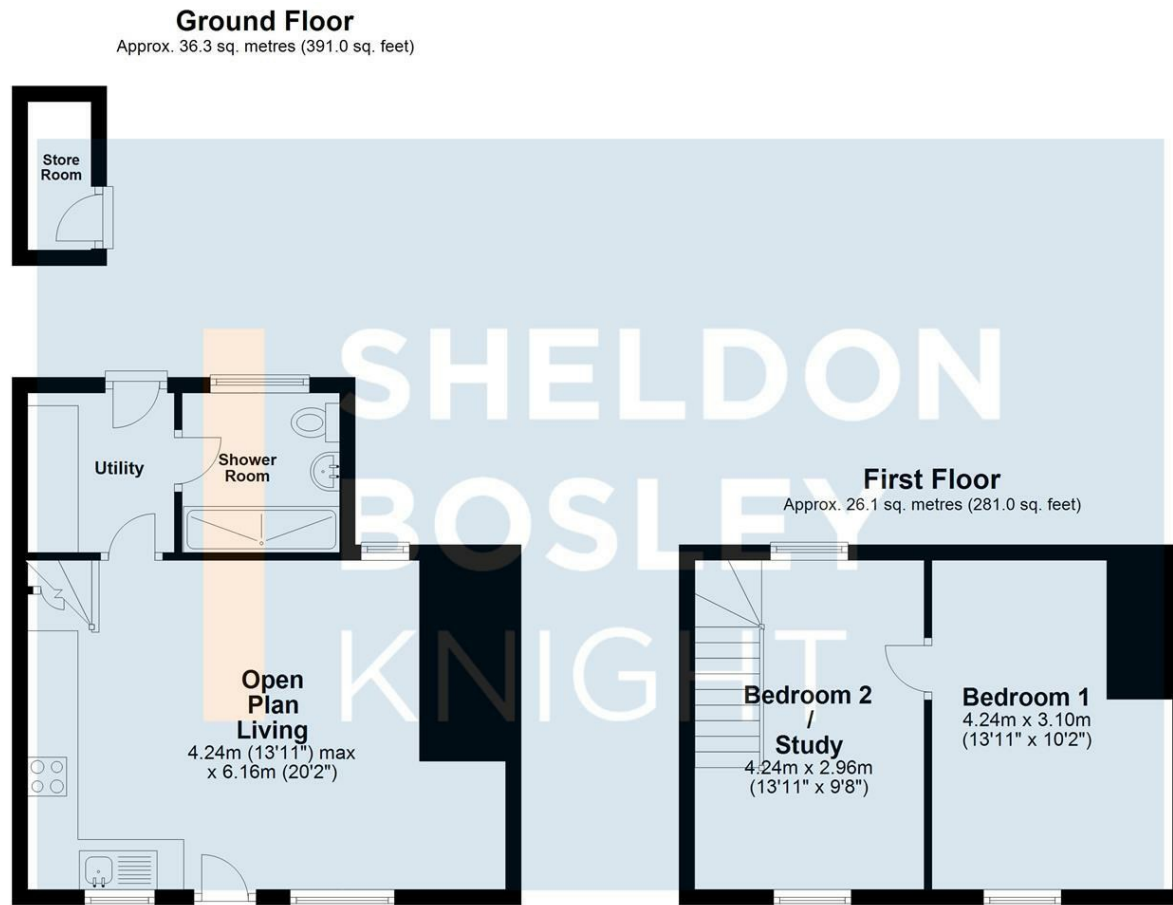 Ground Floor
Approx. 36.3 sq. metres (391.0 sq. feet)
Store
Room
SHELDON
BOSLEY
KNIGHT
Utility
Shower
Room
Open
Plan
Living
4.24m (13'11") max
x 6.16m (20'2")
First Floor
Approx. 26.1 sq. metres (281.0 sq. feet)
Bedroom 2
/
Study
4.24m x 2.96m
(13'11" x 9'8")
Bedroom 1
4.24m x 3.10m
(13'11" x 10'2")